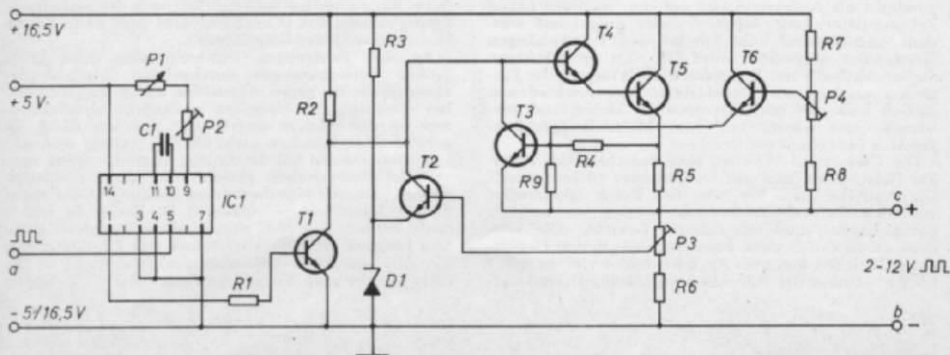 + 16,5V
+ 5 V
P1
P2
C1
14
11
10
9
1
3
4
5
7
IC1
a
R1
- 5/16,5V
R2
R3
T1
T2
D1
T3
T4
T5
T6
R4
R9
R5
R7
P4
R8
c +
P3
R6
2-12 V
b -